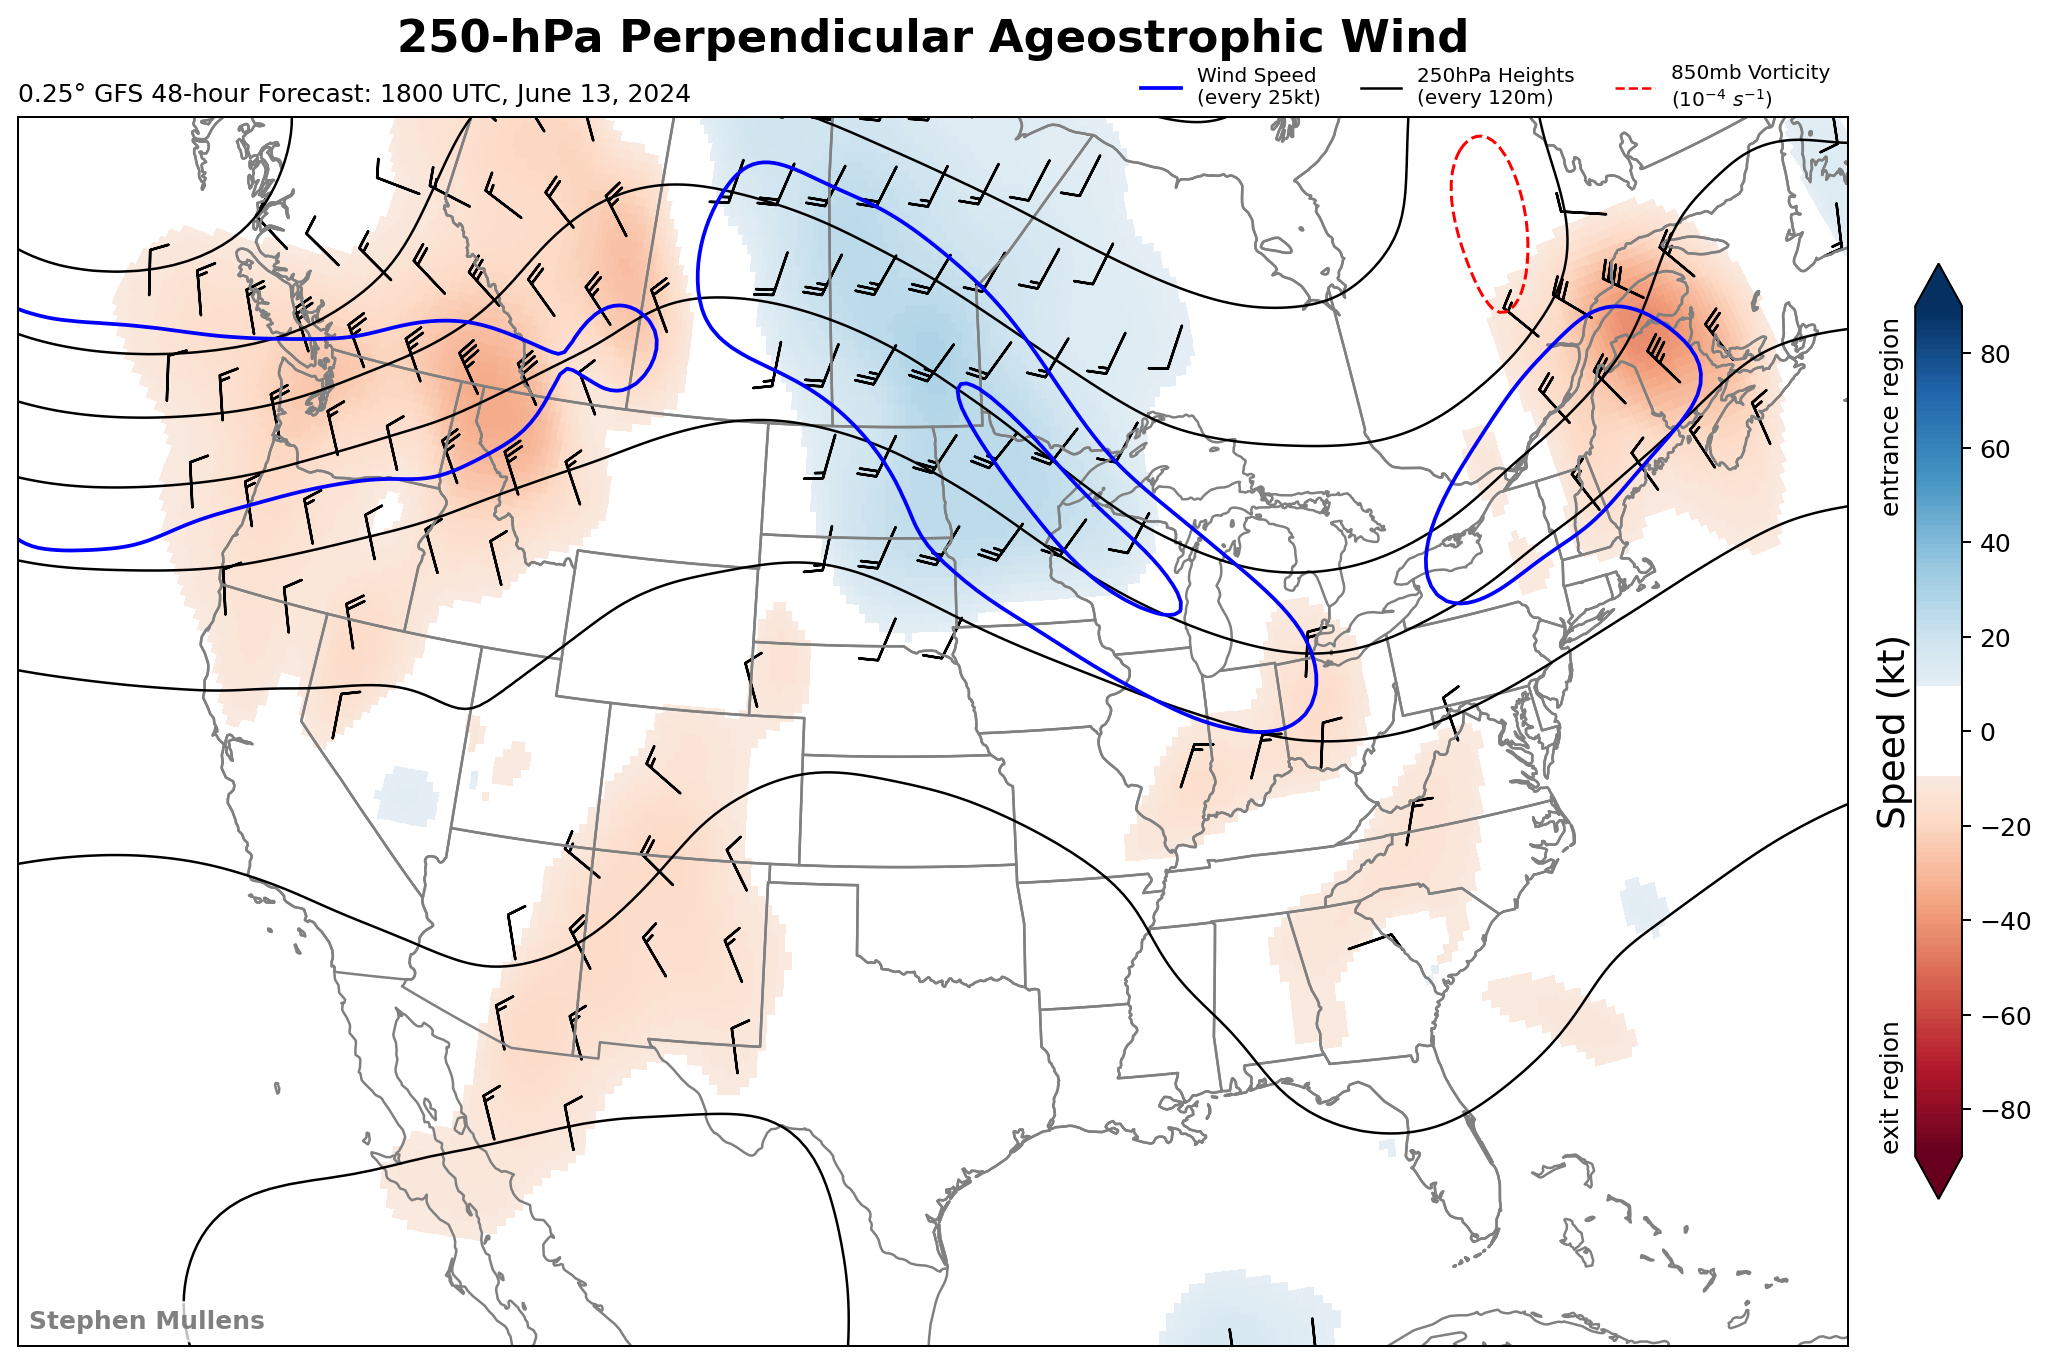 250-hPa Perpendicular Ageostrophic Wind
0.25° GFS 48-hour Forecast: 1800 UTC, June 13, 2024
Wind Speed
(every 25kt)
250hPa Heights
(every 120m)
850mb Vorticity
(10⁻⁴ s⁻¹)
entrance region
Speed (kt)
exit region
80
60
40
20
0
−20
−40
−60
−80
Stephen Mullens